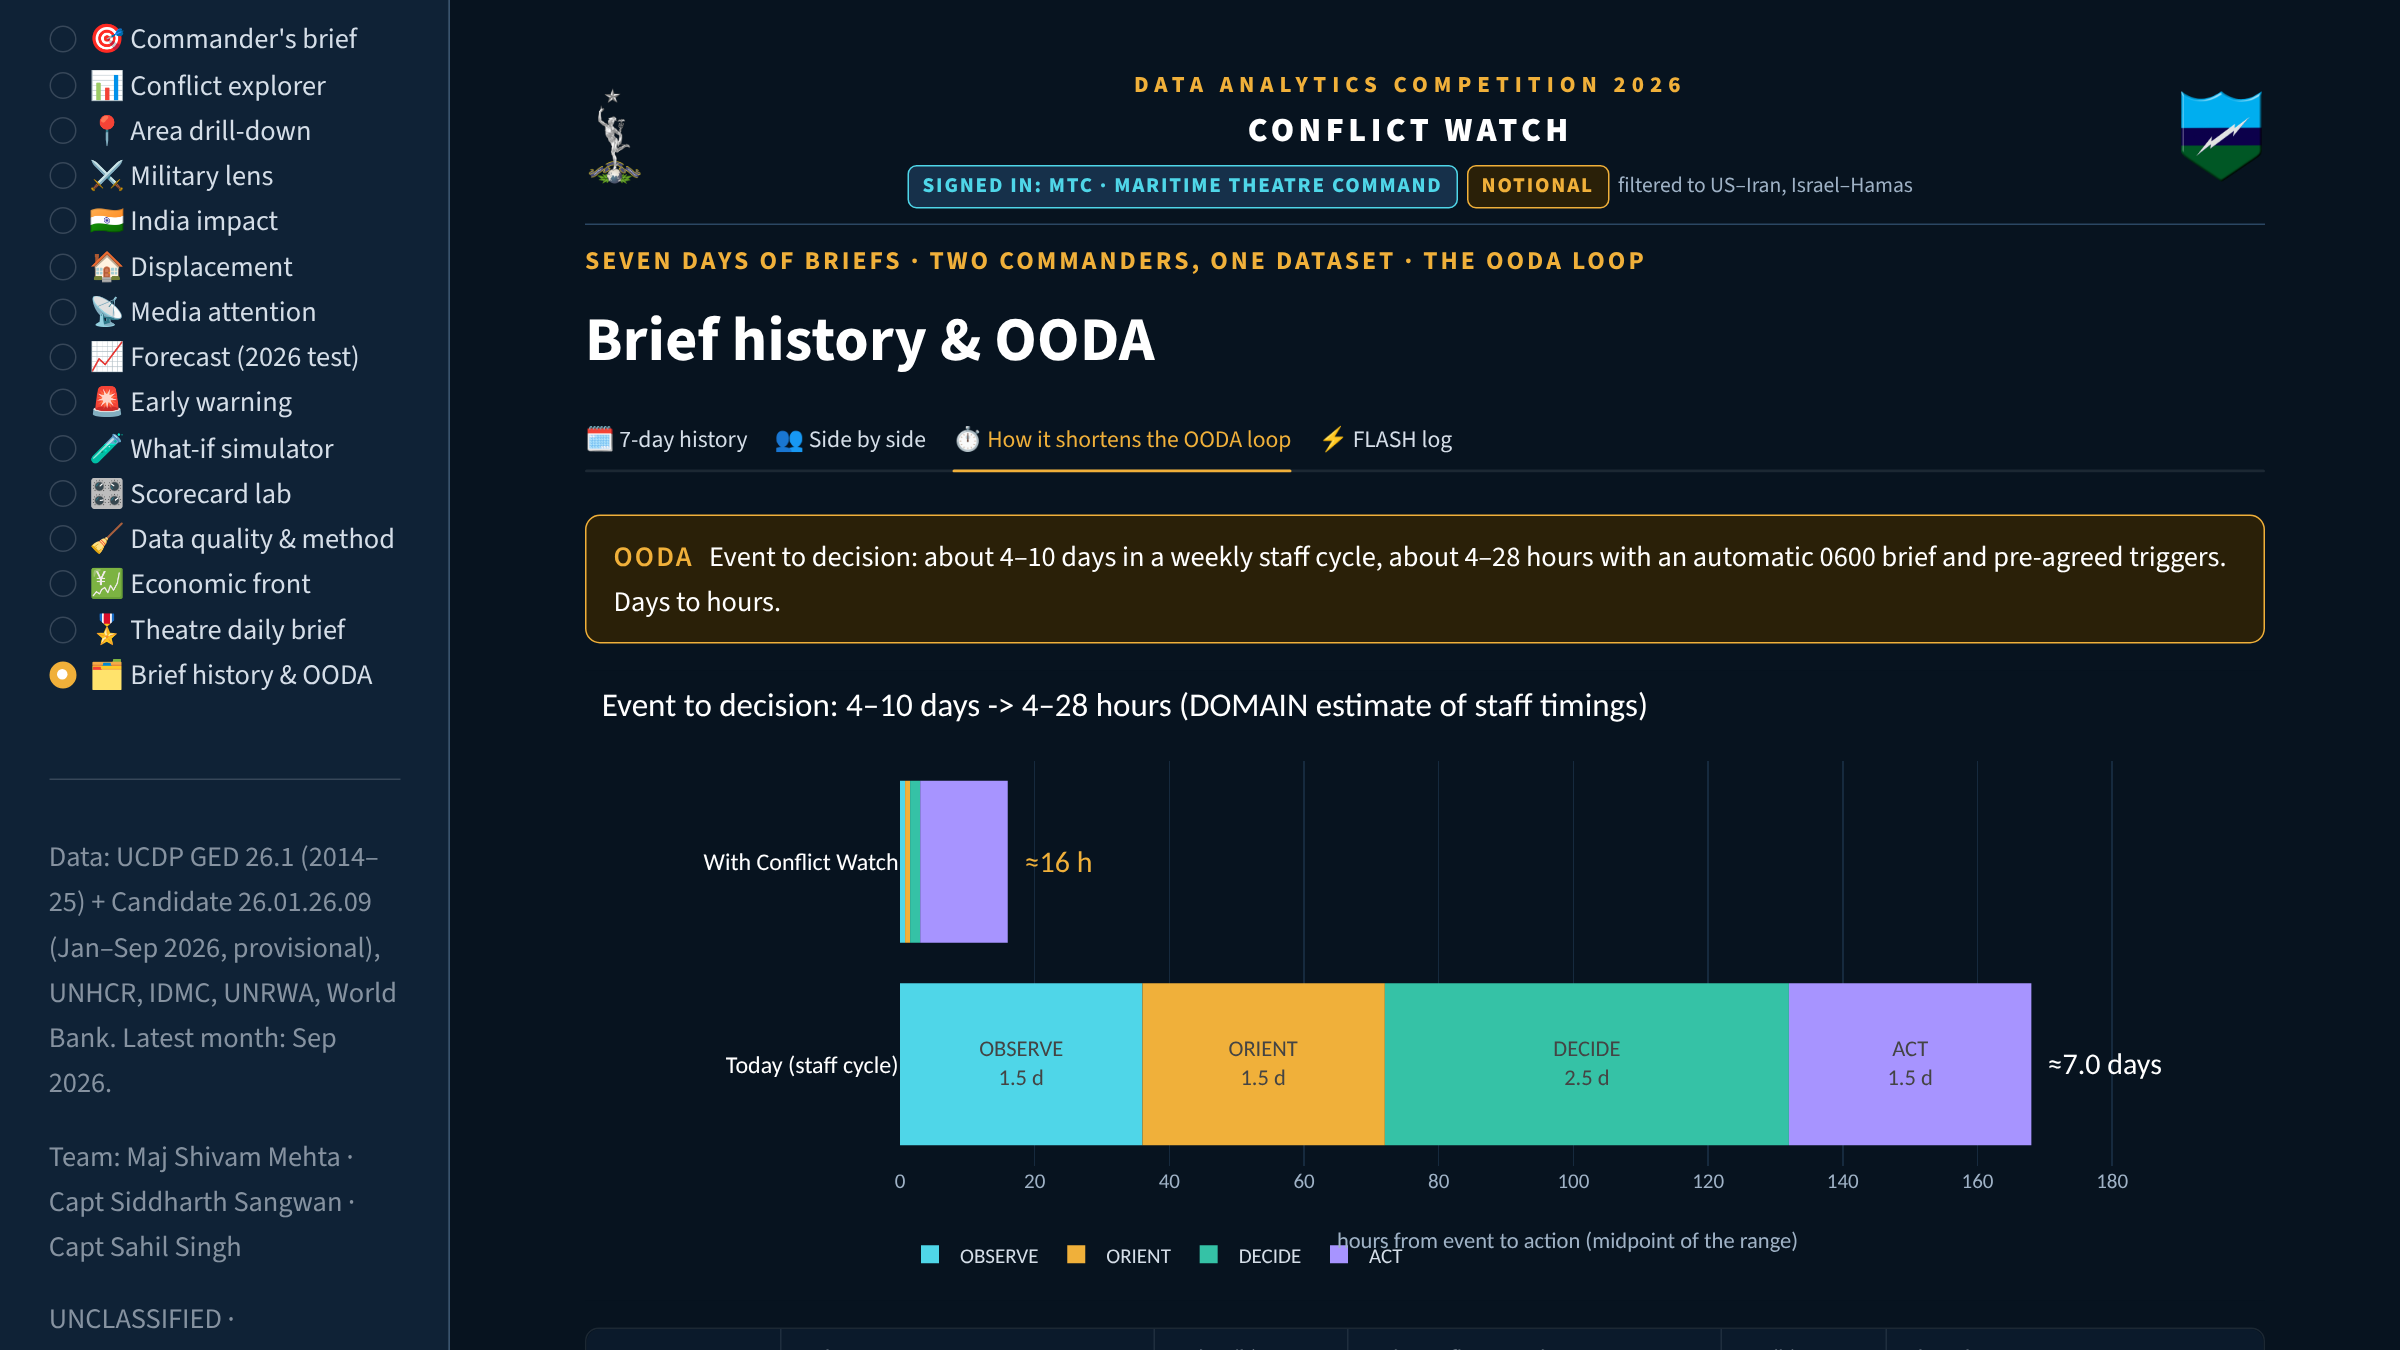 Commander's brief
Conflict explorer
Area drill-down
Military lens
India impact
Displacement
Media attention
Forecast (2026 test)
Early warning
What-if simulator
Scorecard lab
Data quality & method
Economic front
Theatre daily brief
Brief history & OODA
Data: UCDP GED 26.1 (2014–
25) + Candidate 26.01.26.09
(Jan–Sep 2026, provisional),
UNHCR, IDMC, UNRWA, World
Bank. Latest month: Sep
2026.
Team: Maj Shivam Mehta ·
Capt Siddharth Sangwan ·
Capt Sahil Singh
UNCLASSIFIED ·
DATA ANALYTICS COMPETITION 2026
CONFLICT WATCH
SIGNED IN: MTC · MARITIME THEATRE COMMAND NOTIONAL filtered to US–Iran, Israel–Hamas
SEVEN DAYS OF BRIEFS · TWO COMMANDERS, ONE DATASET · THE OODA LOOP
Brief history & OODA
7-day history Side by side How it shortens the OODA loop FLASH log
OODA Event to decision: about 4–10 days in a weekly staff cycle, about 4–28 hours with an automatic 0600 brief and pre-agreed triggers.
Days to hours.
Event to decision: 4–10 days -> 4–28 hours (DOMAIN estimate of staff timings)
With Conflict Watch ≈16 h
OBSERVE ORIENT DECIDE ACT
Today (staff cycle) 1.5 d 1.5 d 2.5 d 1.5 d ≈7.0 days
0 20 40 60 80 100 120 140 160 180
hours from event to action (midpoint of the range)
OBSERVE ORIENT DECIDE ACT